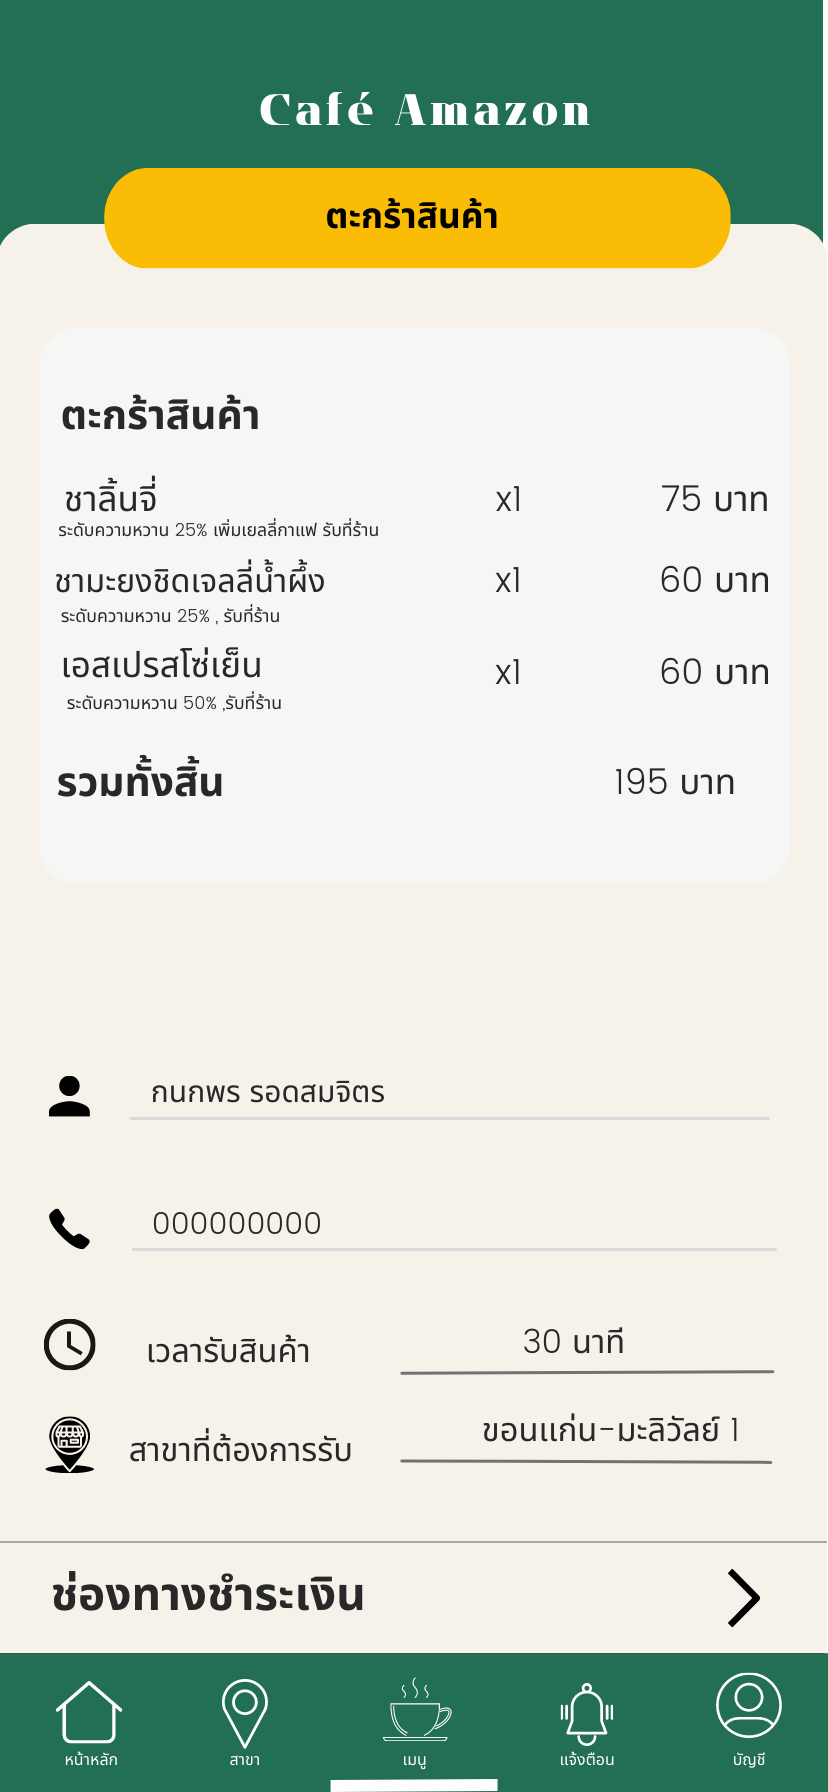 Café Amazon
ตะกร้าสินค้า
ตะกร้าสินค้า
ชาลิ้นจี่ x1 75 บาท
ระดับความหวาน 25% เพิ่มเยลลี่กาแฟ รับที่ร้าน
ชามะยงชิดเจลลี่น้ำผึ้ง x1 60 บาท
ระดับความหวาน 25% , รับที่ร้าน
เอสเปรสโซ่เย็น x1 60 บาท
ระดับความหวาน 50% ,รับที่ร้าน
รวมทั้งสิ้น 195 บาท
กนกพร รอดสมจิตร
000000000
เวลารับสินค้า 30 นาที
สาขาที่ต้องการรับ ขอนแก่น-มะลิวัลย์ 1
ช่องทางชำระเงิน
หน้าหลัก สาขา เมนู แจ้งตือน บัญชี